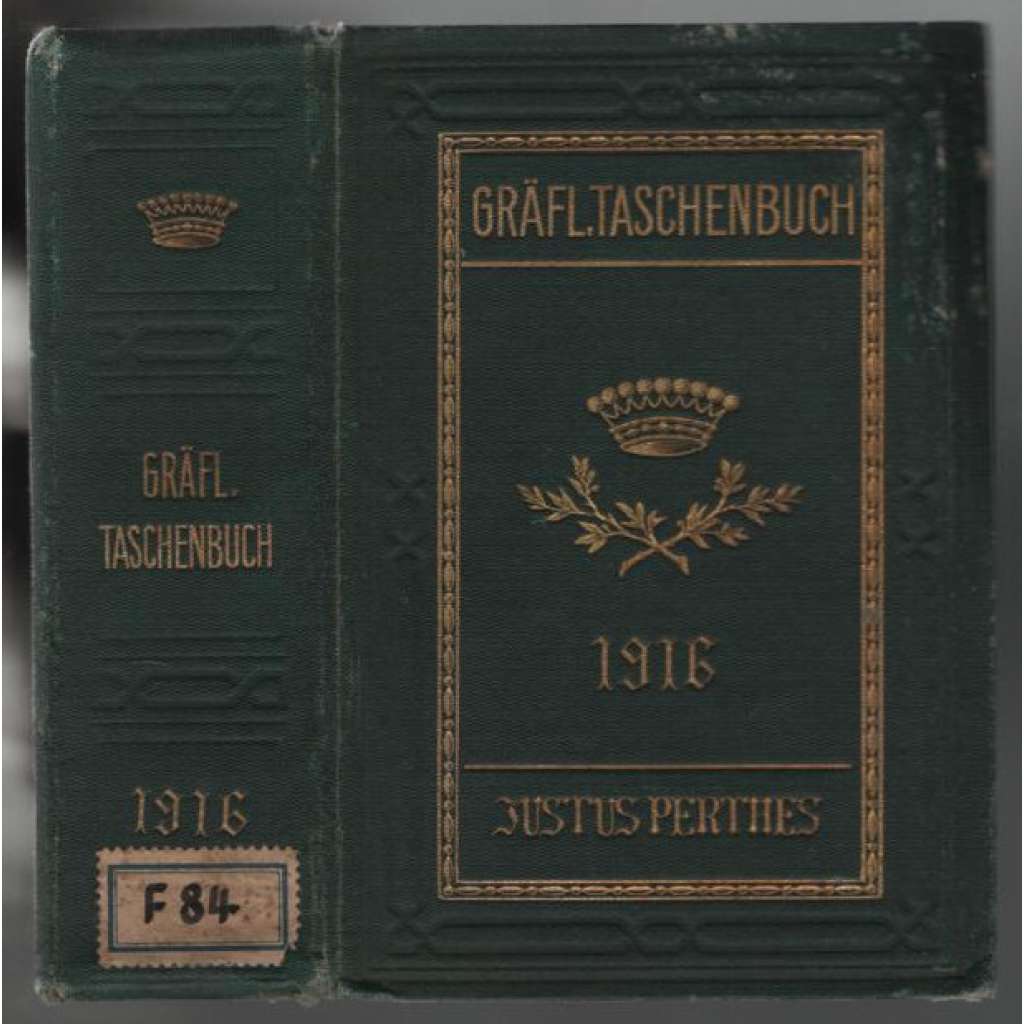 GRÄFL.
TASCHENBUCH
1916
F 84
GRÄFL.TASCHENBUCH
1916
JUSTUS PERTHES